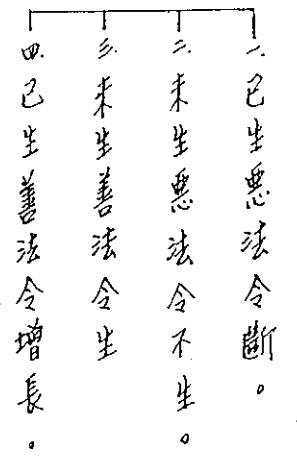 一、已生惡法令斷。
二、未生惡法令不生。
三、未生善法令生
四、已生善法令增長。